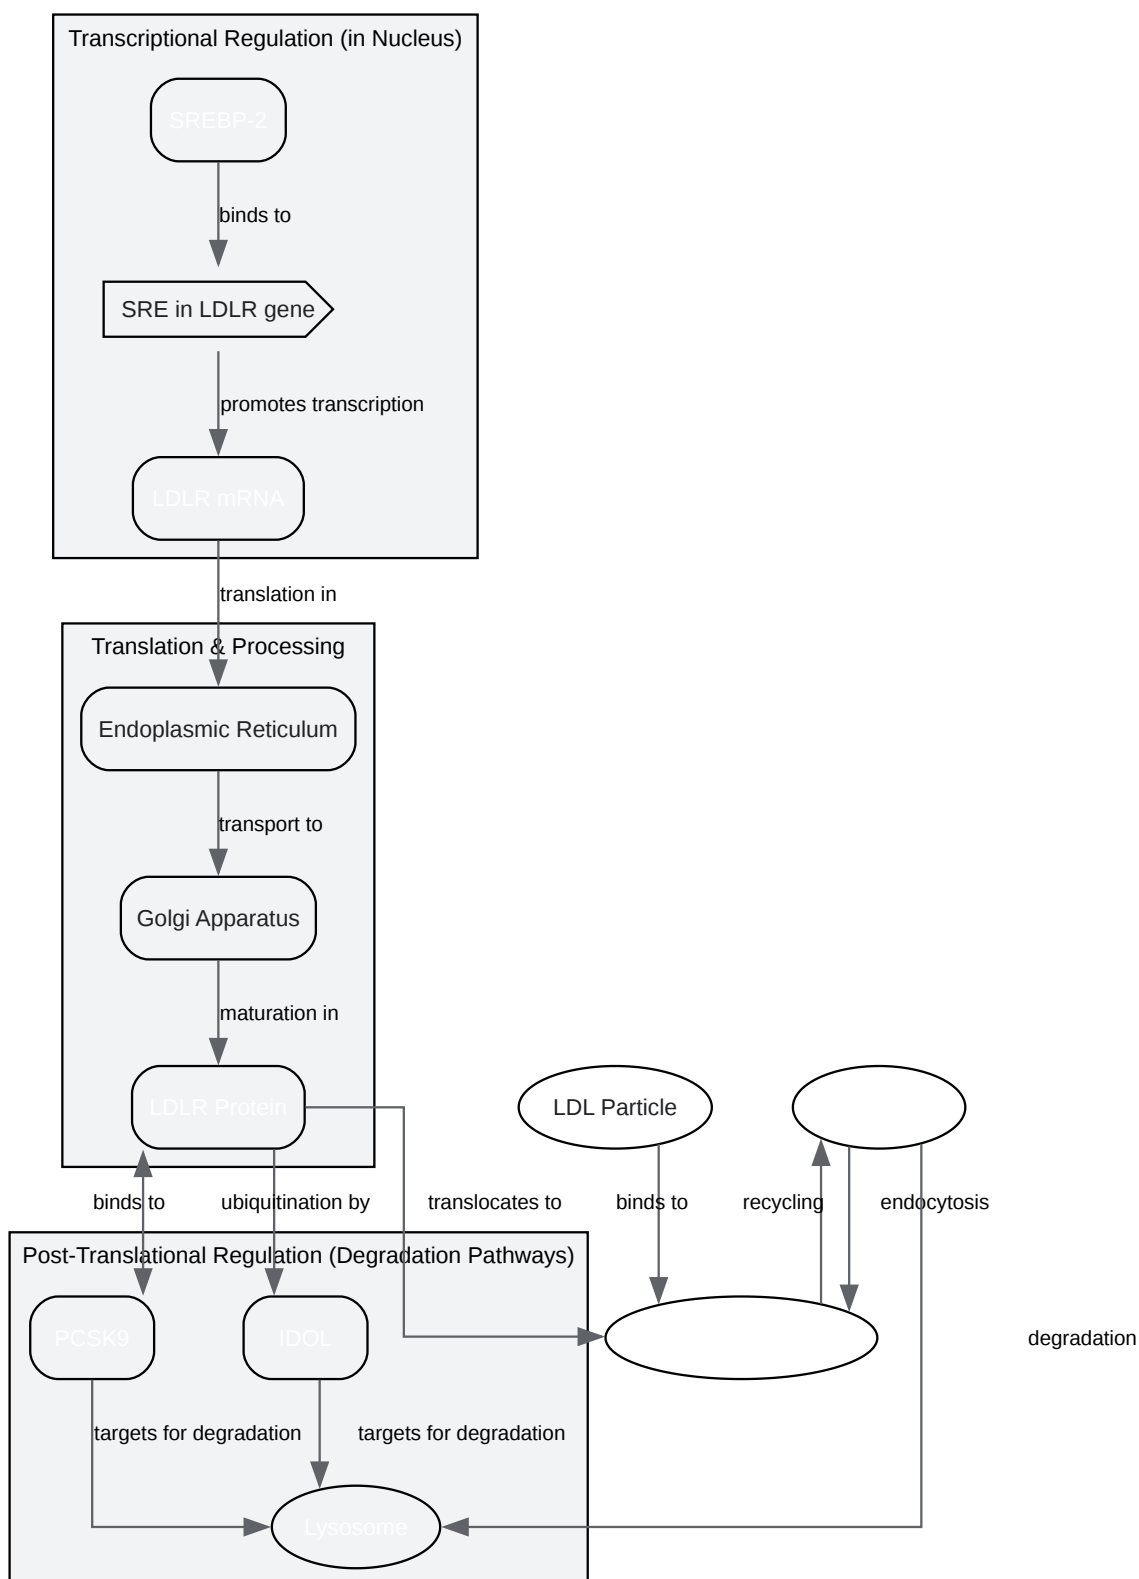 Transcriptional Regulation (in Nucleus)
SREBP-2
binds to
SRE in LDLR gene
promotes transcription
LDLR mRNA
translation in
Translation & Processing
Endoplasmic Reticulum
transport to
Golgi Apparatus
maturation in
LDLR Protein
LDL Particle
binds to
ubiquitination by
translocates to
binds to
recycling
endocytosis
Post-Translational Regulation (Degradation Pathways)
PCSK9
IDOL
degradation
targets for degradation
targets for degradation
Lysosome